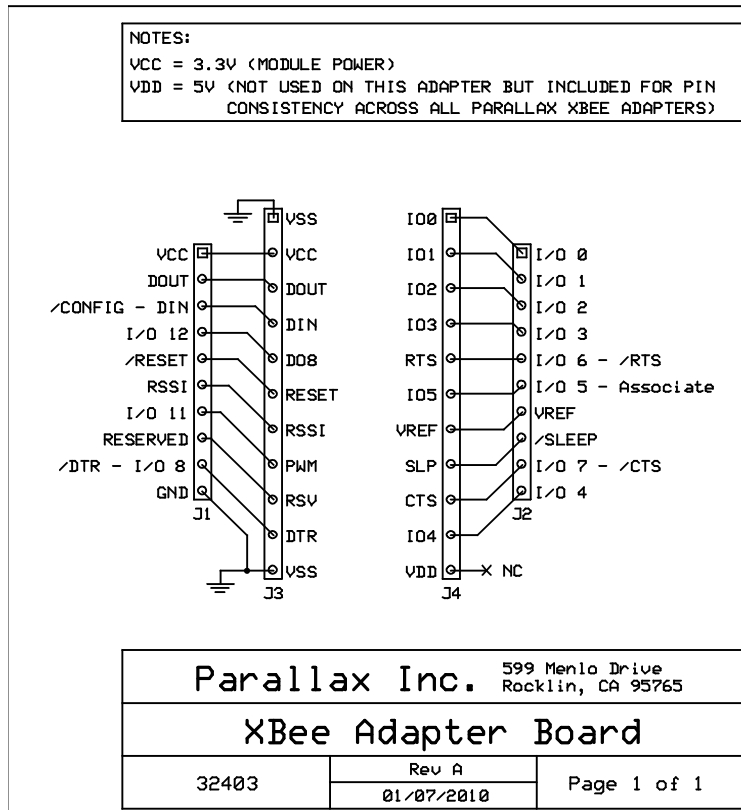 NOTES:
VCC = 3.3V (MODULE POWER)
VDD = 5V (NOT USED ON THIS ADAPTER BUT INCLUDED FOR PIN
CONSISTENCY ACROSS ALL PARALLAX XBEE ADAPTERS)
VCC
DOUT
/CONFIG - DIN
I/O 12
/RESET
RSSI
I/O 11
RESERVED
/DTR - I/O 8
GND
J1
VSS
VCC
DOUT
DIN
DO8
RESET
RSSI
PWM
RSV
DTR
VSS
J3
IO0
IO1
IO2
IO3
RTS
IO5
VREF
SLP
CTS
IO4
VDD
X NC
J4
I/O 0
I/O 1
I/O 2
I/O 3
I/O 6 - /RTS
I/O 5 - Associate
VREF
/SLEEP
I/O 7 - /CTS
I/O 4
J2
Parallax Inc.
599 Menlo Drive
Rocklin, CA 95765
XBee Adapter Board
32403
Rev A
01/07/2010
Page 1 of 1